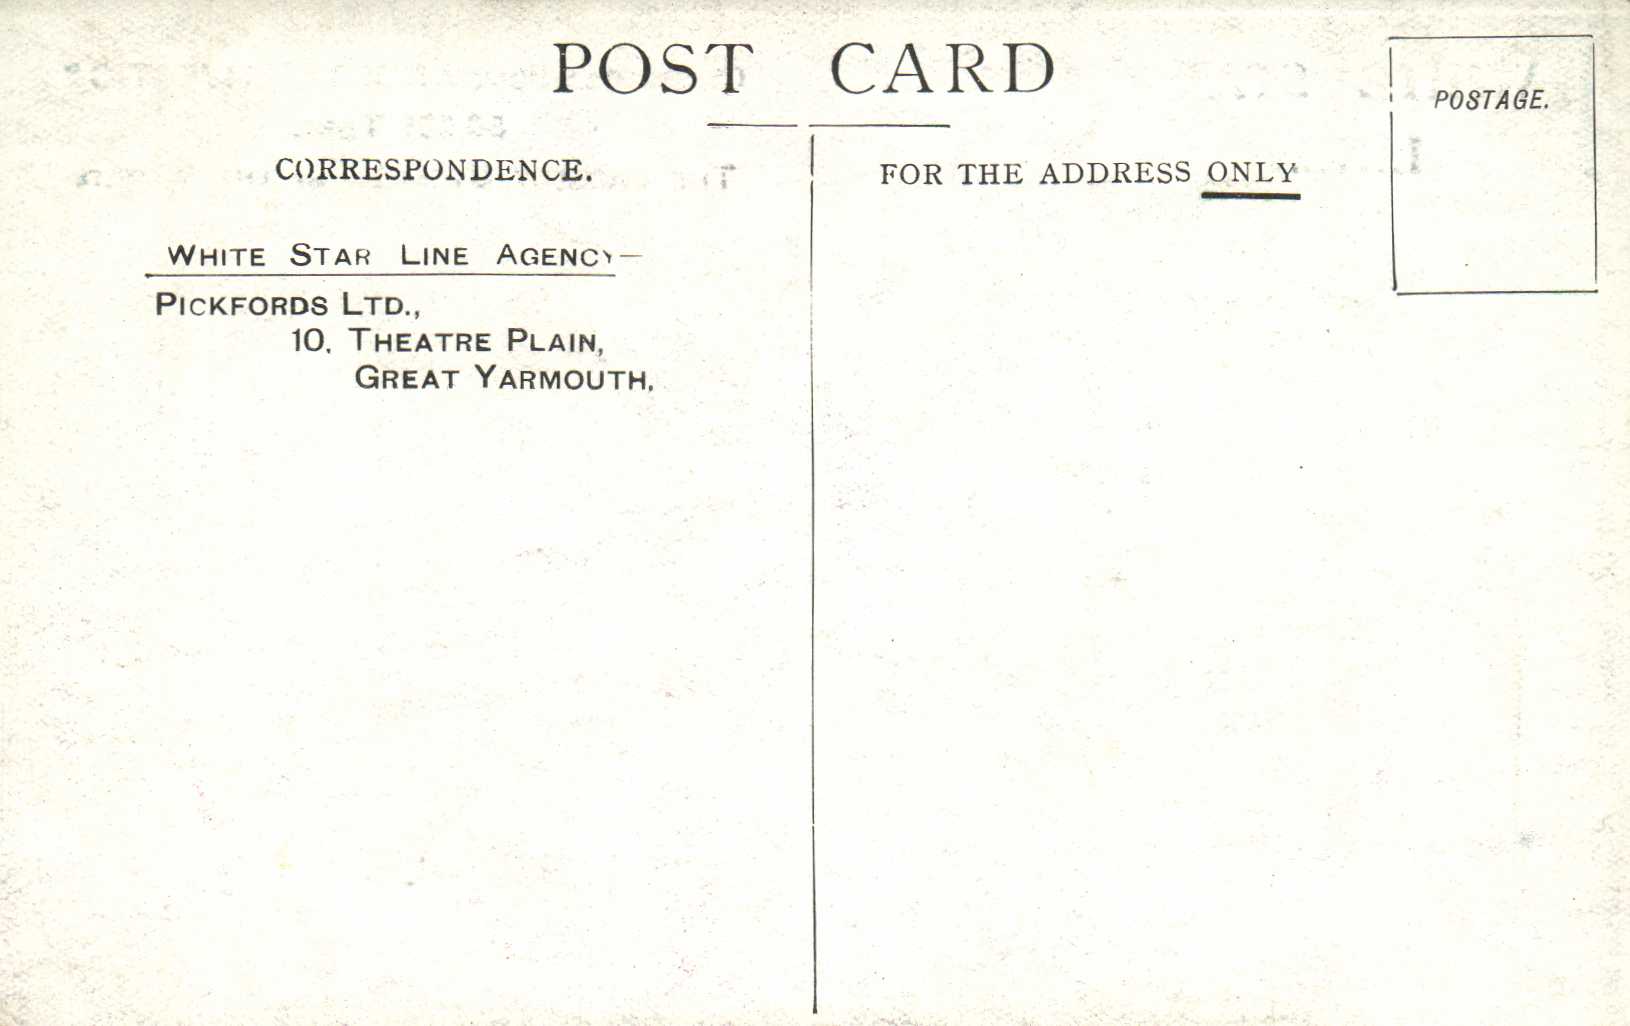 POST CARD
POSTAGE.
CORRESPONDENCE.
FOR THE ADDRESS ONLY
WHITE STAR LINE AGENCY—
PICKFORDS LTD.,
10, THEATRE PLAIN,
GREAT YARMOUTH.